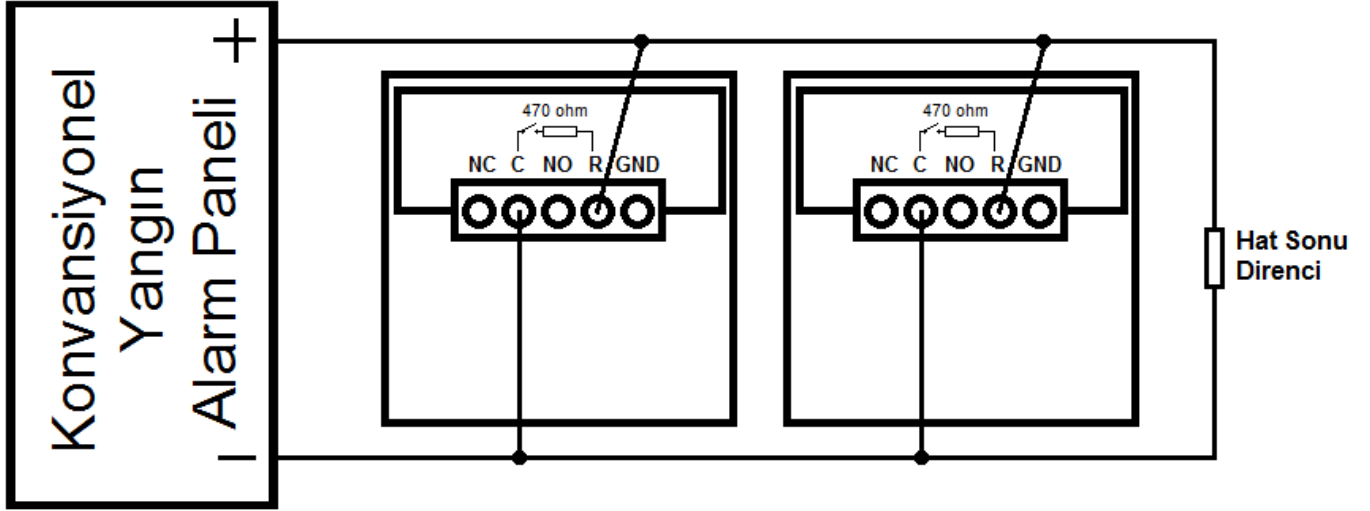 Konvansiyonel
Yangın
Alarm Paneli
+
−
470 ohm
NC C NO R GND
470 ohm
NC C NO R GND
Hat Sonu
Direnci